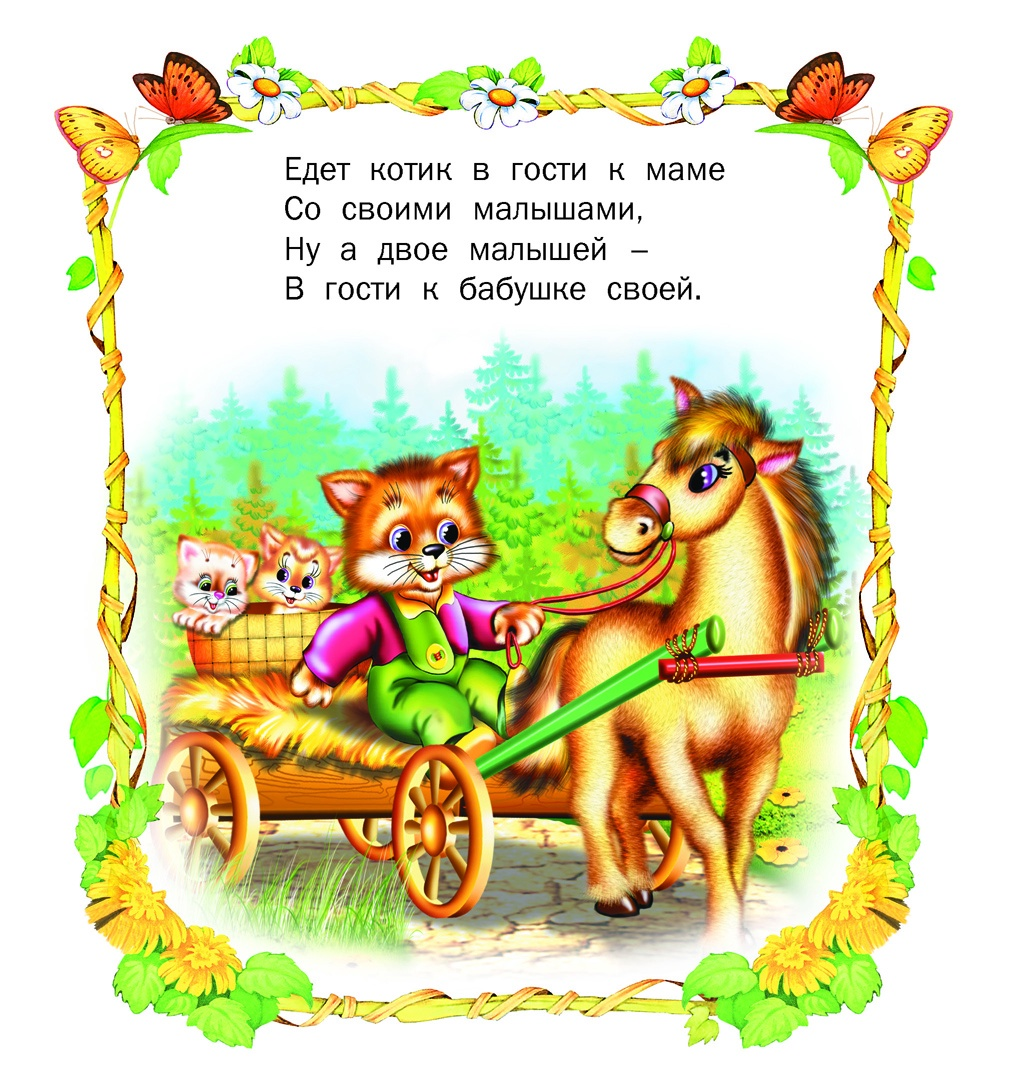 Едет котик в гости к маме
Со своими малышами,
Ну а двое малышей –
В гости к бабушке своей.